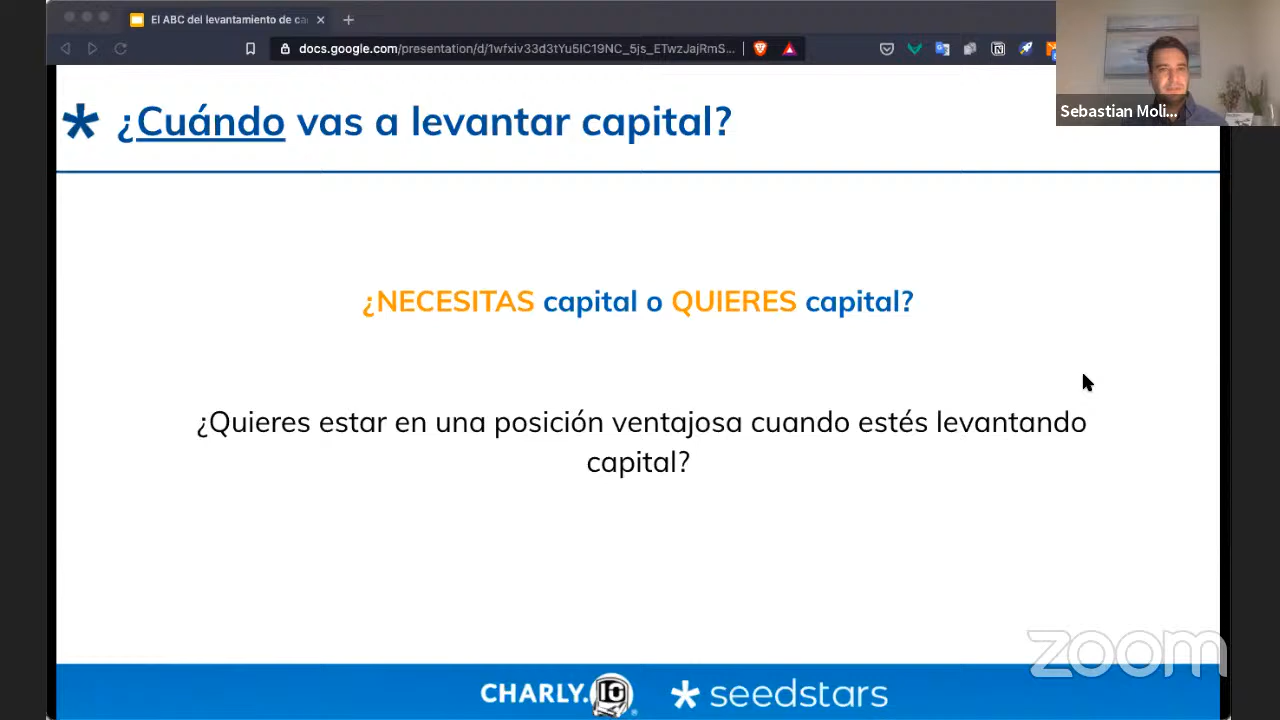 El ABC del levantamiento de ca
docs.google.com/presentation/d/1wfxiv33d3tYu5IC19NC_5js_ETwzJajRmS...
Sebastian Moli...
* ¿Cuándo vas a levantar capital?
¿NECESITAS capital o QUIERES capital?
¿Quieres estar en una posición ventajosa cuando estés levantando
capital?
zoom
CHARLY.IO seedstars